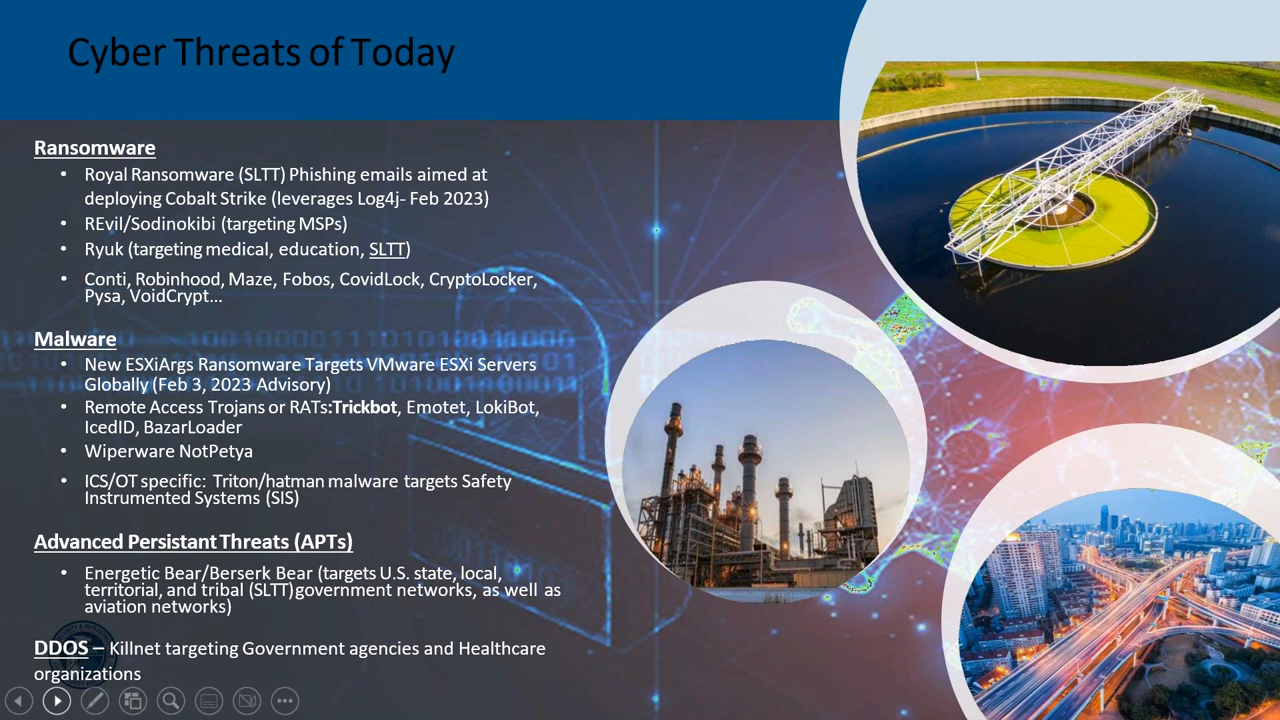 Cyber Threats of Today
Ransomware
• Royal Ransomware (SLTT) Phishing emails aimed at
deploying Cobalt Strike (leverages Log4j- Feb 2023)
• REvil/Sodinokibi (targeting MSPs)
• Ryuk (targeting medical, education, SLTT)
• Conti, Robinhood, Maze, Fobos, CovidLock, CryptoLocker,
Pysa, VoidCrypt...
Malware
• New ESXiArgs Ransomware Targets VMware ESXi Servers
Globally (Feb 3, 2023 Advisory)
• Remote Access Trojans or RATs:Trickbot, Emotet, LokiBot,
IcedID, BazarLoader
• Wiperware NotPetya
• ICS/OT specific: Triton/hatman malware targets Safety
Instrumented Systems (SIS)
Advanced Persistant Threats (APTs)
• Energetic Bear/Berserk Bear (targets U.S. state, local,
territorial, and tribal (SLTT)government networks, as well as
aviation networks)
DDOS – Killnet targeting Government agencies and Healthcare
organizations